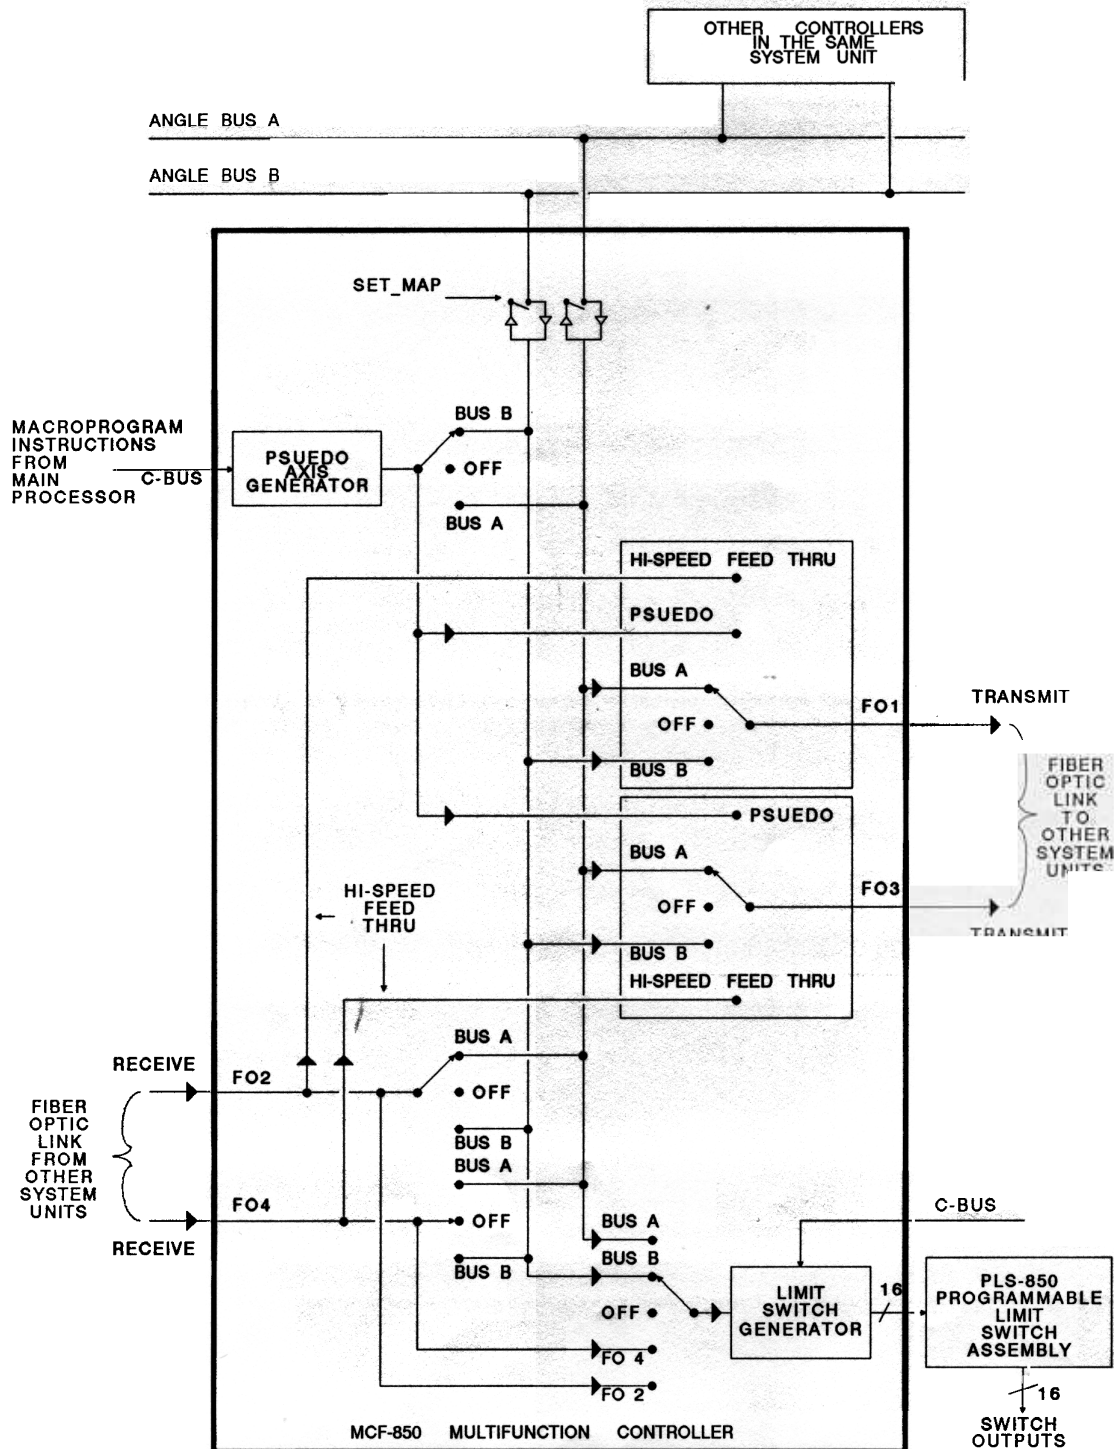 OTHER CONTROLLERS
IN THE SAME
SYSTEM UNIT
ANGLE BUS A
ANGLE BUS B
SET_MAP
MACROPROGRAM
INSTRUCTIONS
FROM
MAIN
PROCESSOR
C-BUS
PSUEDO
AXIS
GENERATOR
BUS B
OFF
BUS A
HI-SPEED FEED THRU
PSUEDO
BUS A
OFF
BUS B
FO1
TRANSMIT
FIBER
OPTIC
LINK
TO
OTHER
SYSTEM
UNITS
PSUEDO
BUS A
OFF
BUS B
HI-SPEED FEED THRU
FO3
TRANSMIT
HI-SPEED
FEED
THRU
RECEIVE
FO2
BUS A
OFF
BUS B
FIBER
OPTIC
LINK
FROM
OTHER
SYSTEM
UNITS
BUS A
OFF
BUS B
FO4
RECEIVE
BUS A
BUS B
OFF
FO 4
FO 2
C-BUS
LIMIT
SWITCH
GENERATOR
16
PLS-850
PROGRAMMABLE
LIMIT
SWITCH
ASSEMBLY
16
SWITCH
OUTPUTS
MCF-850 MULTIFUNCTION CONTROLLER